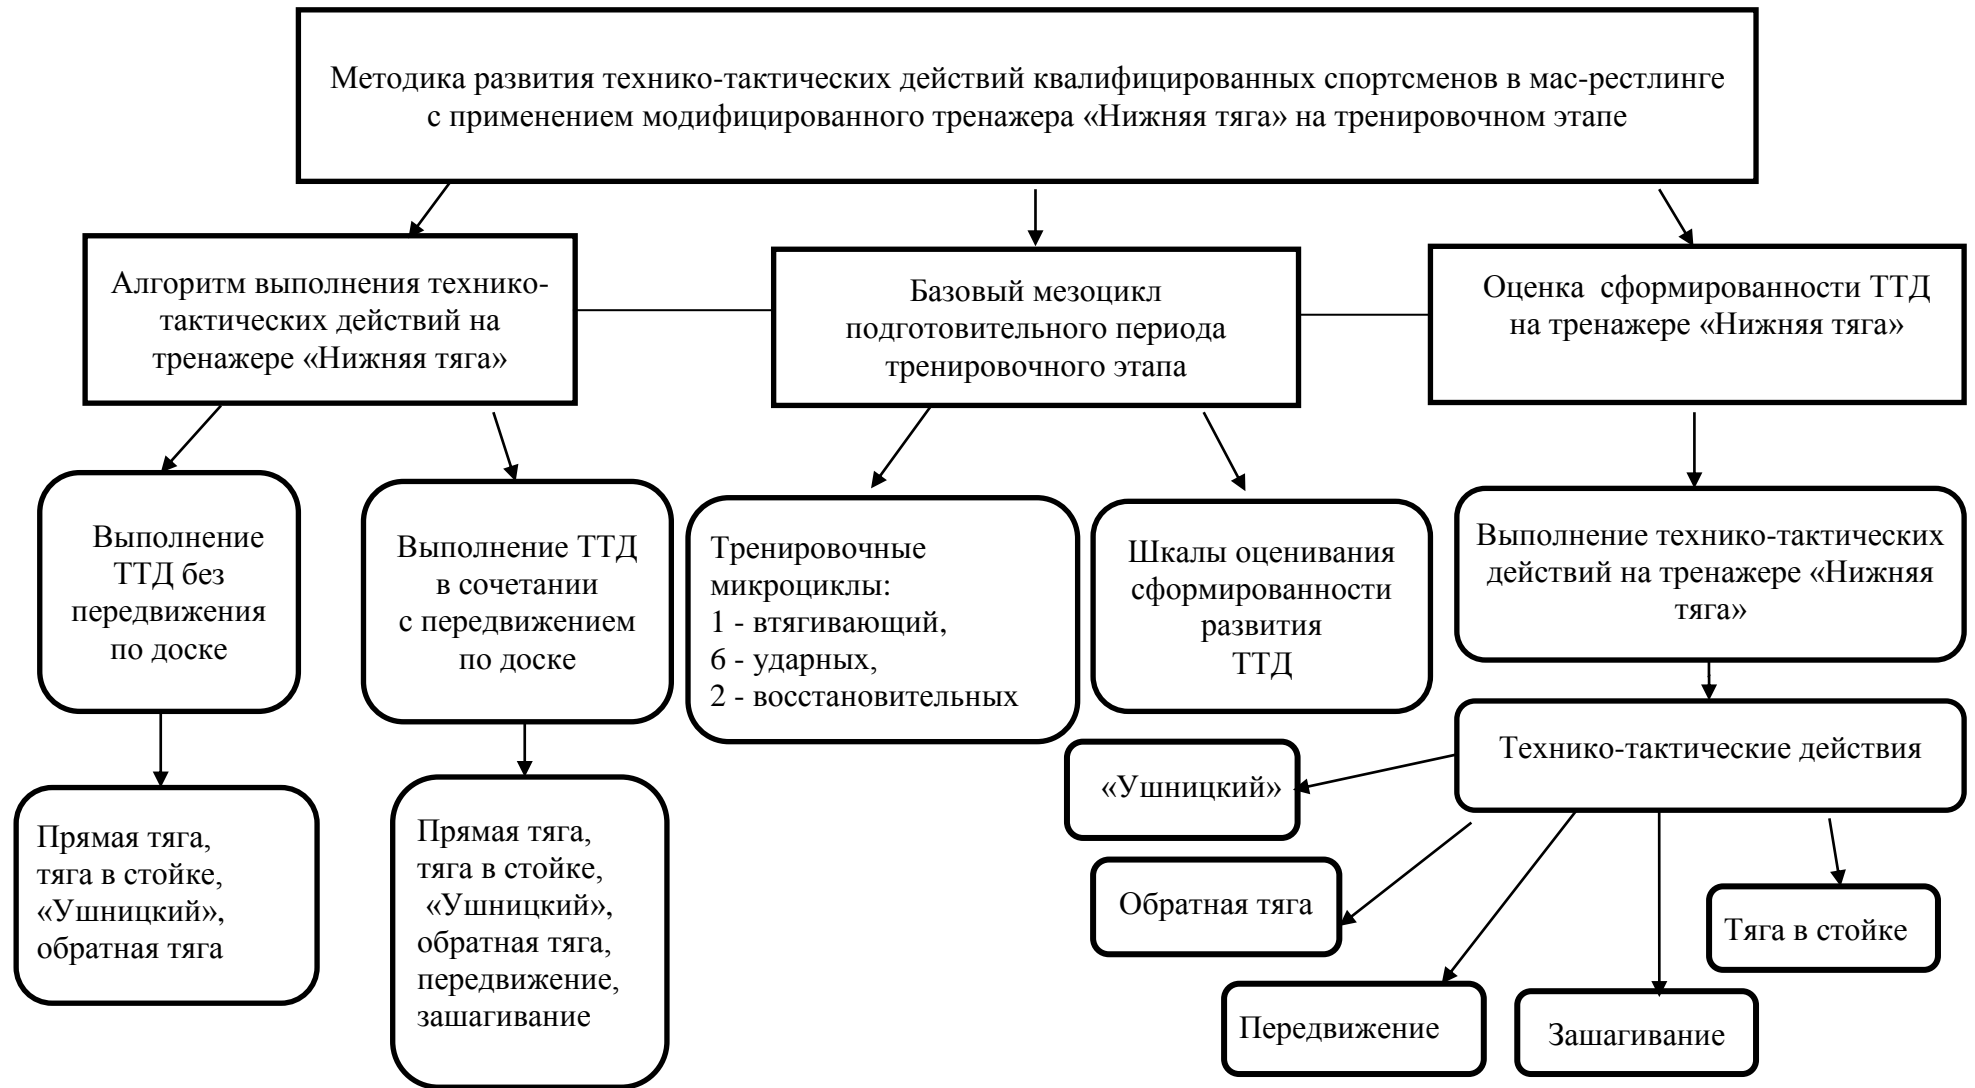 Методика развития технико-тактических действий квалифицированных спортсменов в мас-рестлинге
с применением модифицированного тренажера «Нижняя тяга» на тренировочном этапе
Алгоритм выполнения технико-
тактических действий на
тренажере «Нижняя тяга»
Базовый мезоцикл
подготовительного периода
тренировочного этапа
Оценка сформированности ТТД
на тренажере «Нижняя тяга»
Выполнение
ТТД без
передвижения
по доске
Выполнение ТТД
в сочетании
с передвижением
по доске
Тренировочные
микроциклы:
1 - втягивающий,
6 - ударных,
2 - восстановительных
Шкалы оценивания
сформированности
развития
ТТД
Выполнение технико-тактических
действий на тренажере «Нижняя
тяга»
Технико-тактические действия
Прямая тяга,
тяга в стойке,
«Ушницкий»,
обратная тяга
Прямая тяга,
тяга в стойке,
«Ушницкий»,
обратная тяга,
передвижение,
зашагивание
«Ушницкий»
Обратная тяга
Передвижение
Зашагивание
Тяга в стойке